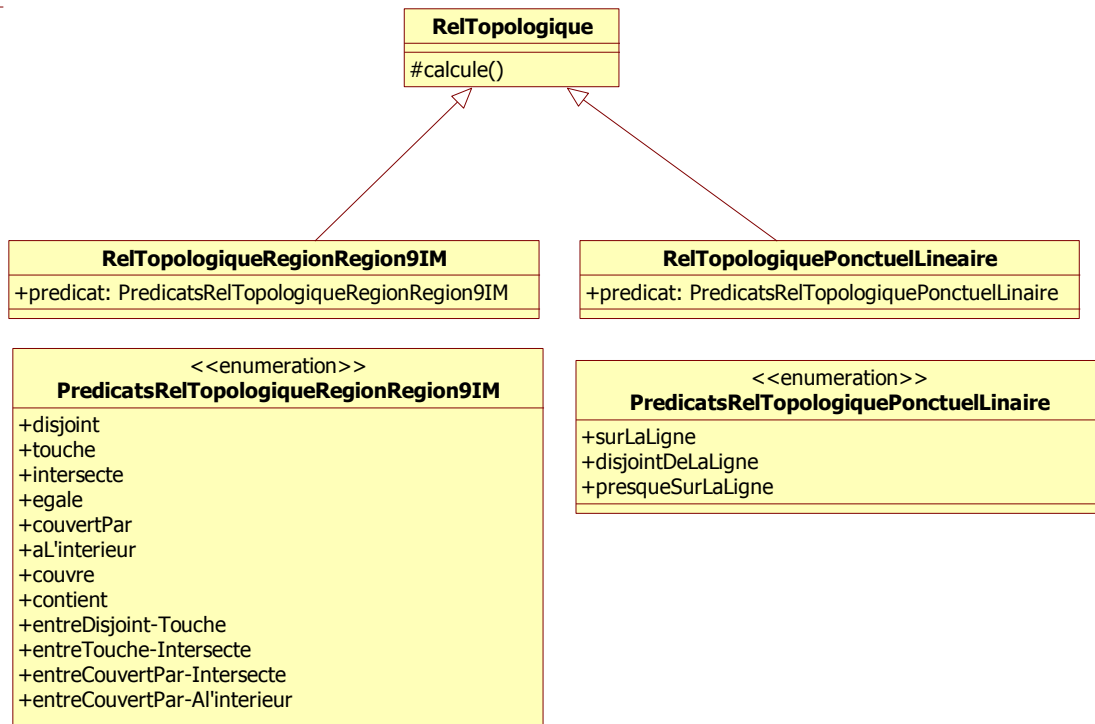 RelTopologique
#calcule()
RelTopologiqueRegionRegion9IM
+predicat: PredicatsRelTopologiqueRegionRegion9IM
RelTopologiquePonctuelLineaire
+predicat: PredicatsRelTopologiquePonctuelLinaire
<<enumeration>>
PredicatsRelTopologiqueRegionRegion9IM
+disjoint
+touche
+intersecte
+egale
+couvertPar
+aL'interieur
+couvre
+contient
+entreDisjoint-Touche
+entreTouche-Intersecte
+entreCouvertPar-Intersecte
+entreCouvertPar-Al'interieur
<<enumeration>>
PredicatsRelTopologiquePonctuelLinaire
+surLaLigne
+disjointDeLaLigne
+presqueSurLaLigne